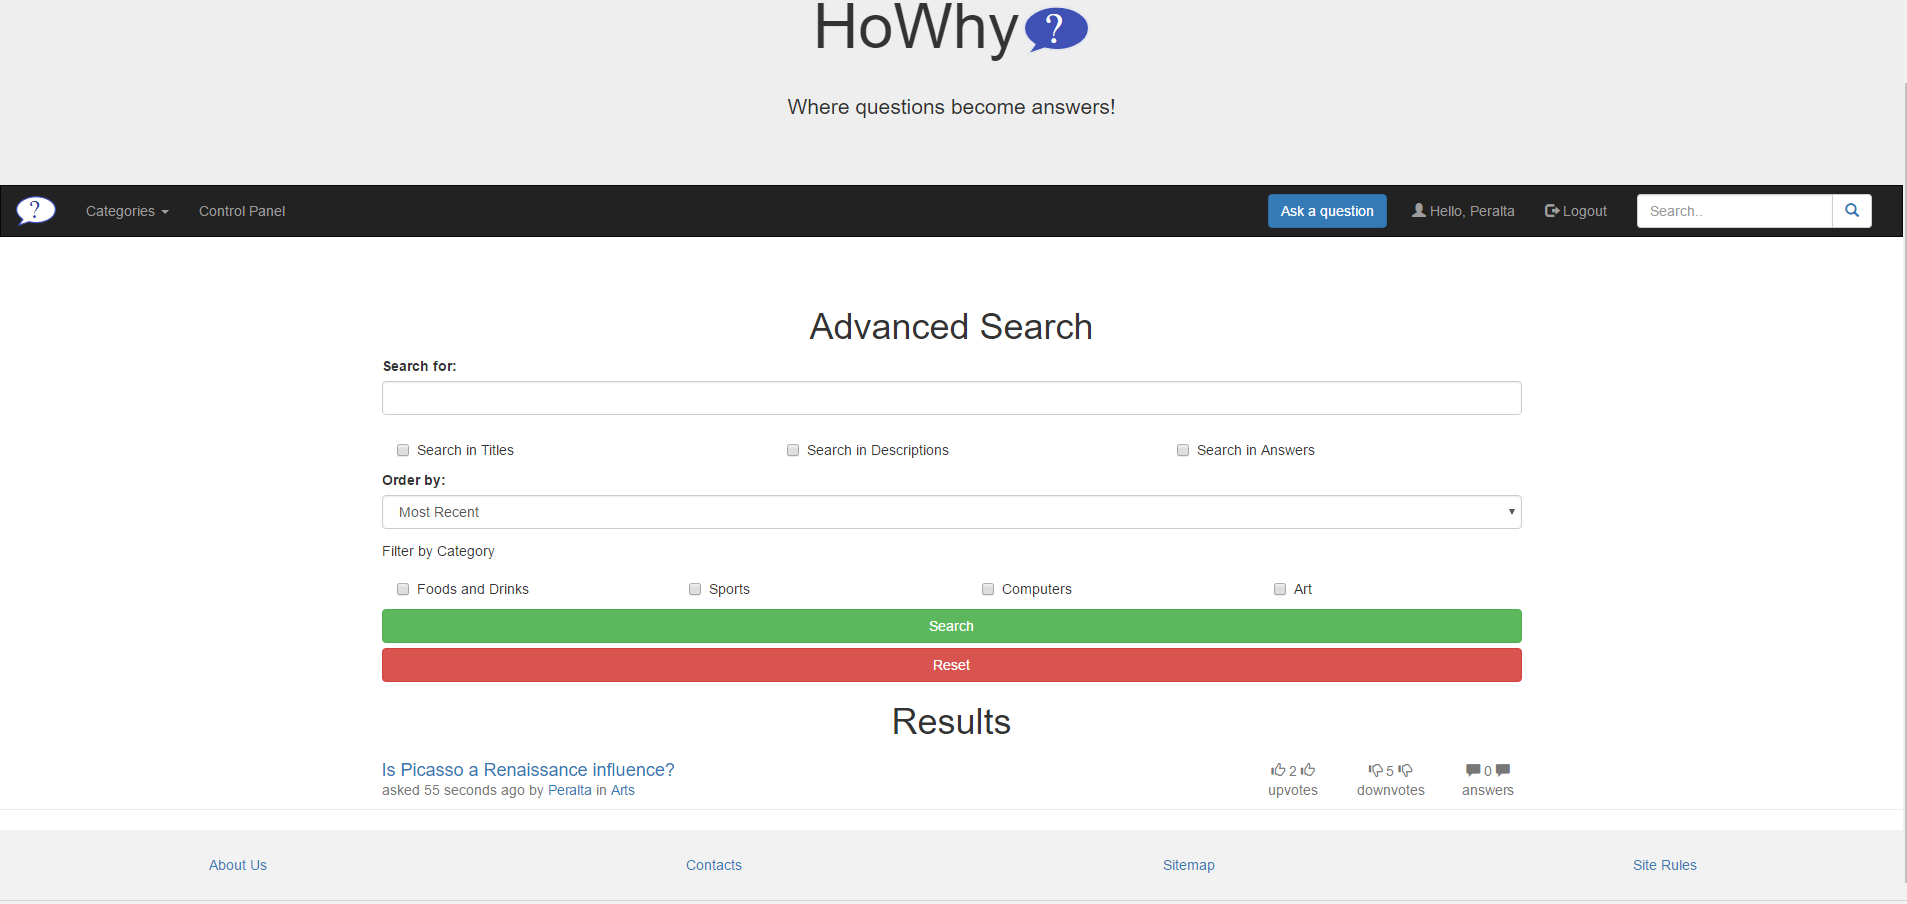 HoWhy ?
Where questions become answers!
? Categories Control Panel Ask a question Hello, Peralta Logout Search..
Advanced Search
Search for:
Search in Titles Search in Descriptions Search in Answers
Order by:
Most Recent
Filter by Category
Foods and Drinks Sports Computers Art
Search
Reset
Results
Is Picasso a Renaissance influence? 2 5 0
asked 55 seconds ago by Peralta in Arts upvotes downvotes answers
About Us Contacts Sitemap Site Rules